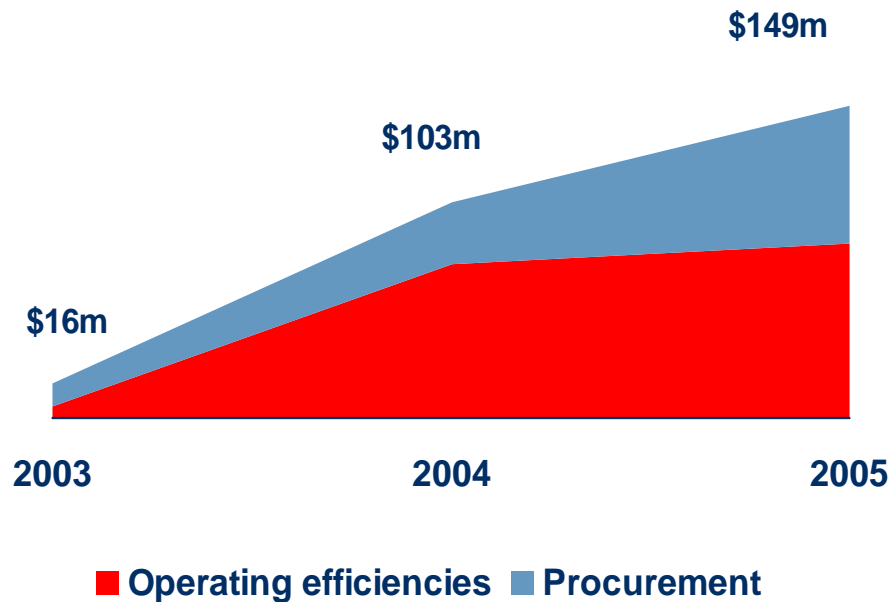 $149m
$103m
$16m
2003 2004 2005
Operating efficiencies Procurement